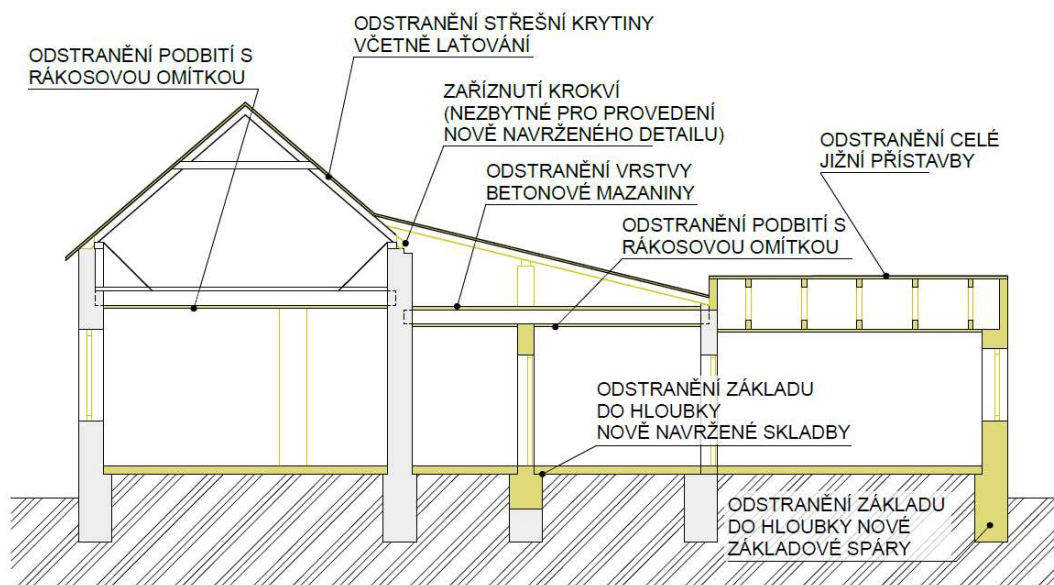 ODSTRANĚNÍ STŘEŠNÍ KRYTINY
VČETNĚ LAŤOVÁNÍ
ODSTRANĚNÍ PODBITÍ S
RÁKOSOVOU OMÍTKOU
ZAŘÍZNUTÍ KROKVÍ
(NEZBYTNÉ PRO PROVEDENÍ
NOVĚ NAVRŽENÉHO DETAILU)
ODSTRANĚNÍ CELÉ
JIŽNÍ PŘÍSTAVBY
ODSTRANĚNÍ VRSTVY
BETONOVÉ MAZANINY
ODSTRANĚNÍ PODBITÍ S
RÁKOSOVOU OMÍTKOU
ODSTRANĚNÍ ZÁKLADU
DO HLOUBKY
NOVĚ NAVRŽENÉ SKLADBY
ODSTRANĚNÍ ZÁKLADU
DO HLOUBKY NOVÉ
ZÁKLADOVÉ SPÁRY